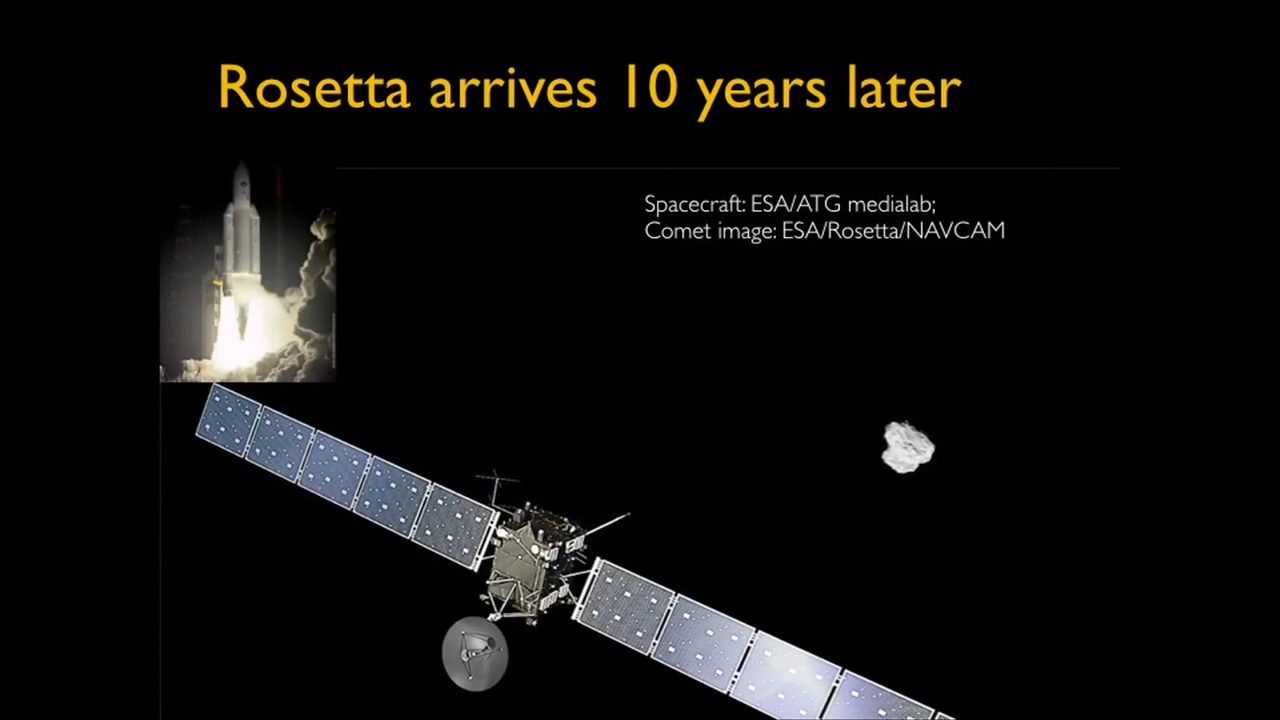 Rosetta arrives 10 years later
Spacecraft: ESA/ATG medialab;
Comet image: ESA/Rosetta/NAVCAM